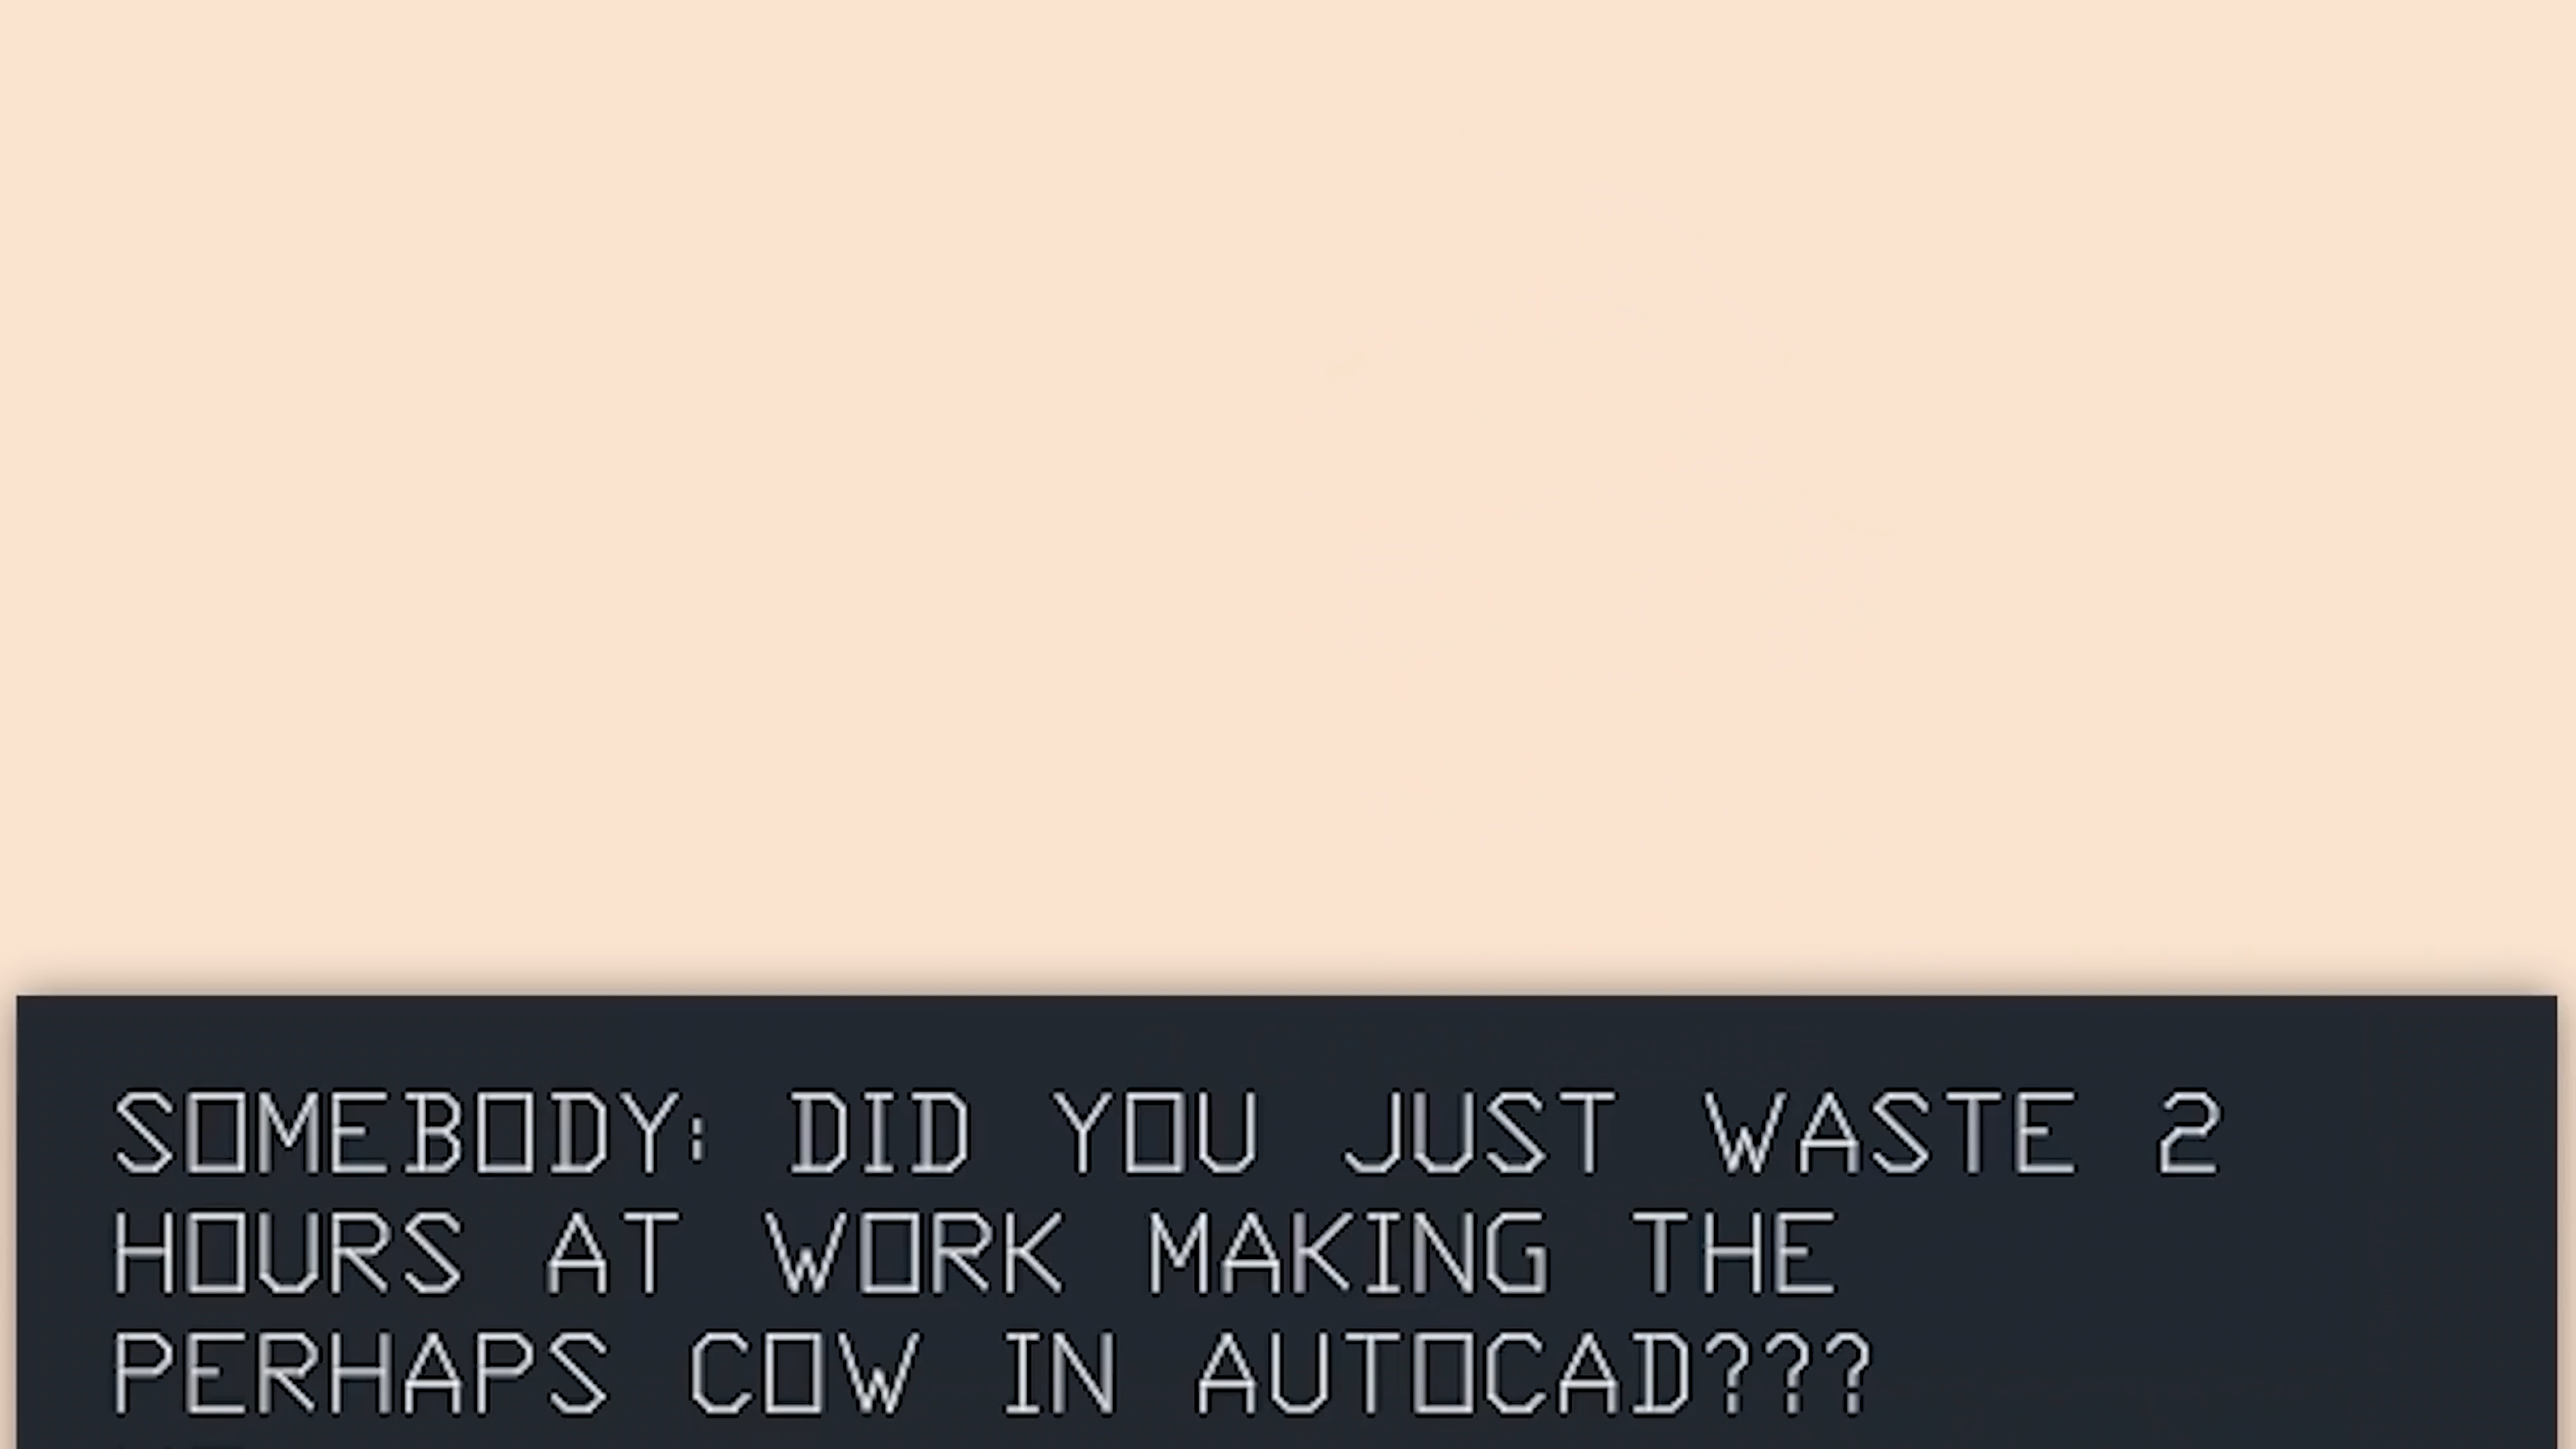 SOMEBODY: DID YOU JUST WASTE 2
HOURS AT WORK MAKING THE
PERHAPS COW IN AUTOCAD???